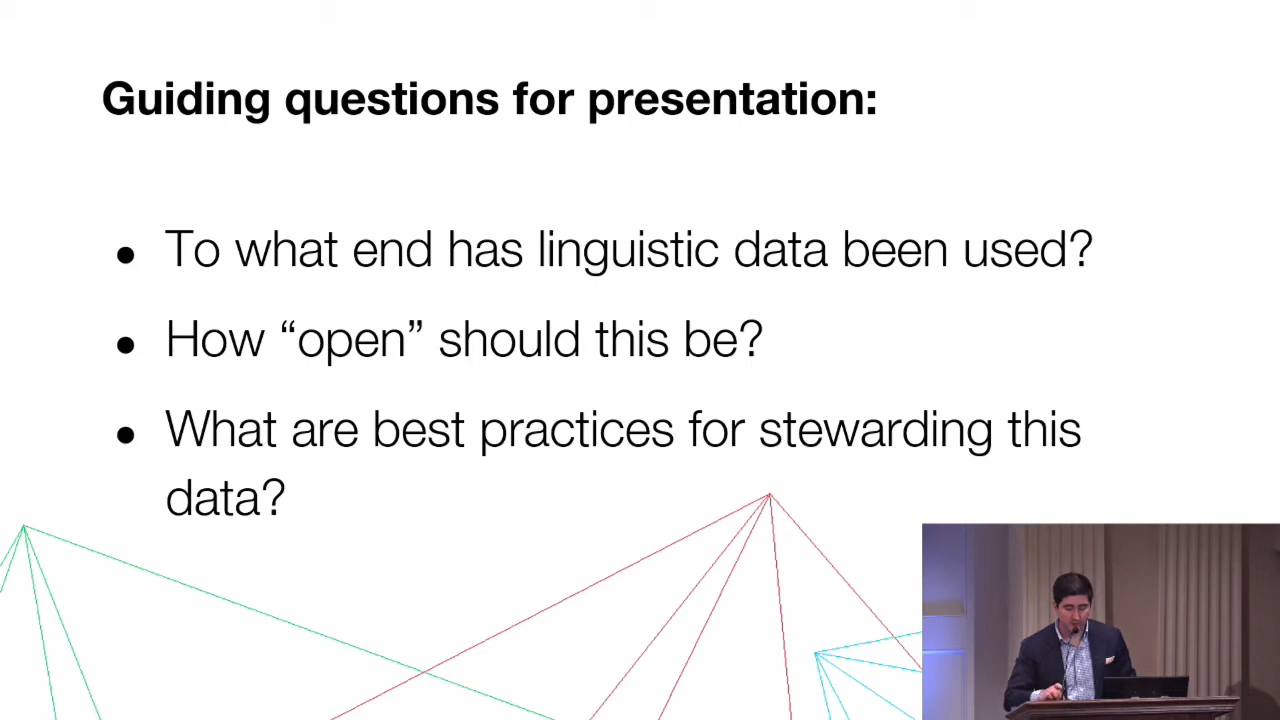 Guiding questions for presentation:
● To what end has linguistic data been used?
● How “open” should this be?
● What are best practices for stewarding this
data?